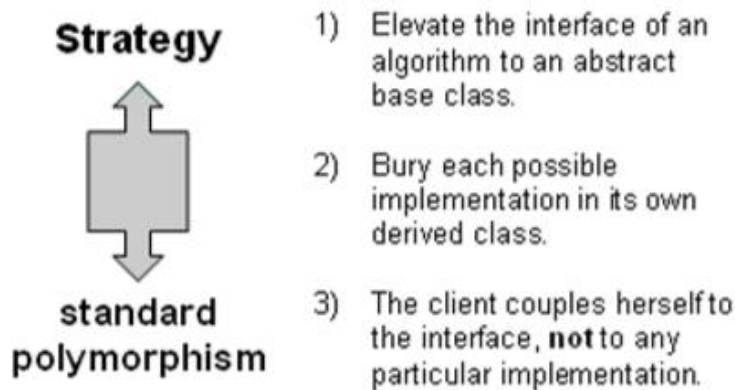 Strategy
standard
polymorphism
1) Elevate the interface of an
algorithm to an abstract
base class.
2) Bury each possible
implementation in its own
derived class.
3) The client couples herself to
the interface, not to any
particular implementation.